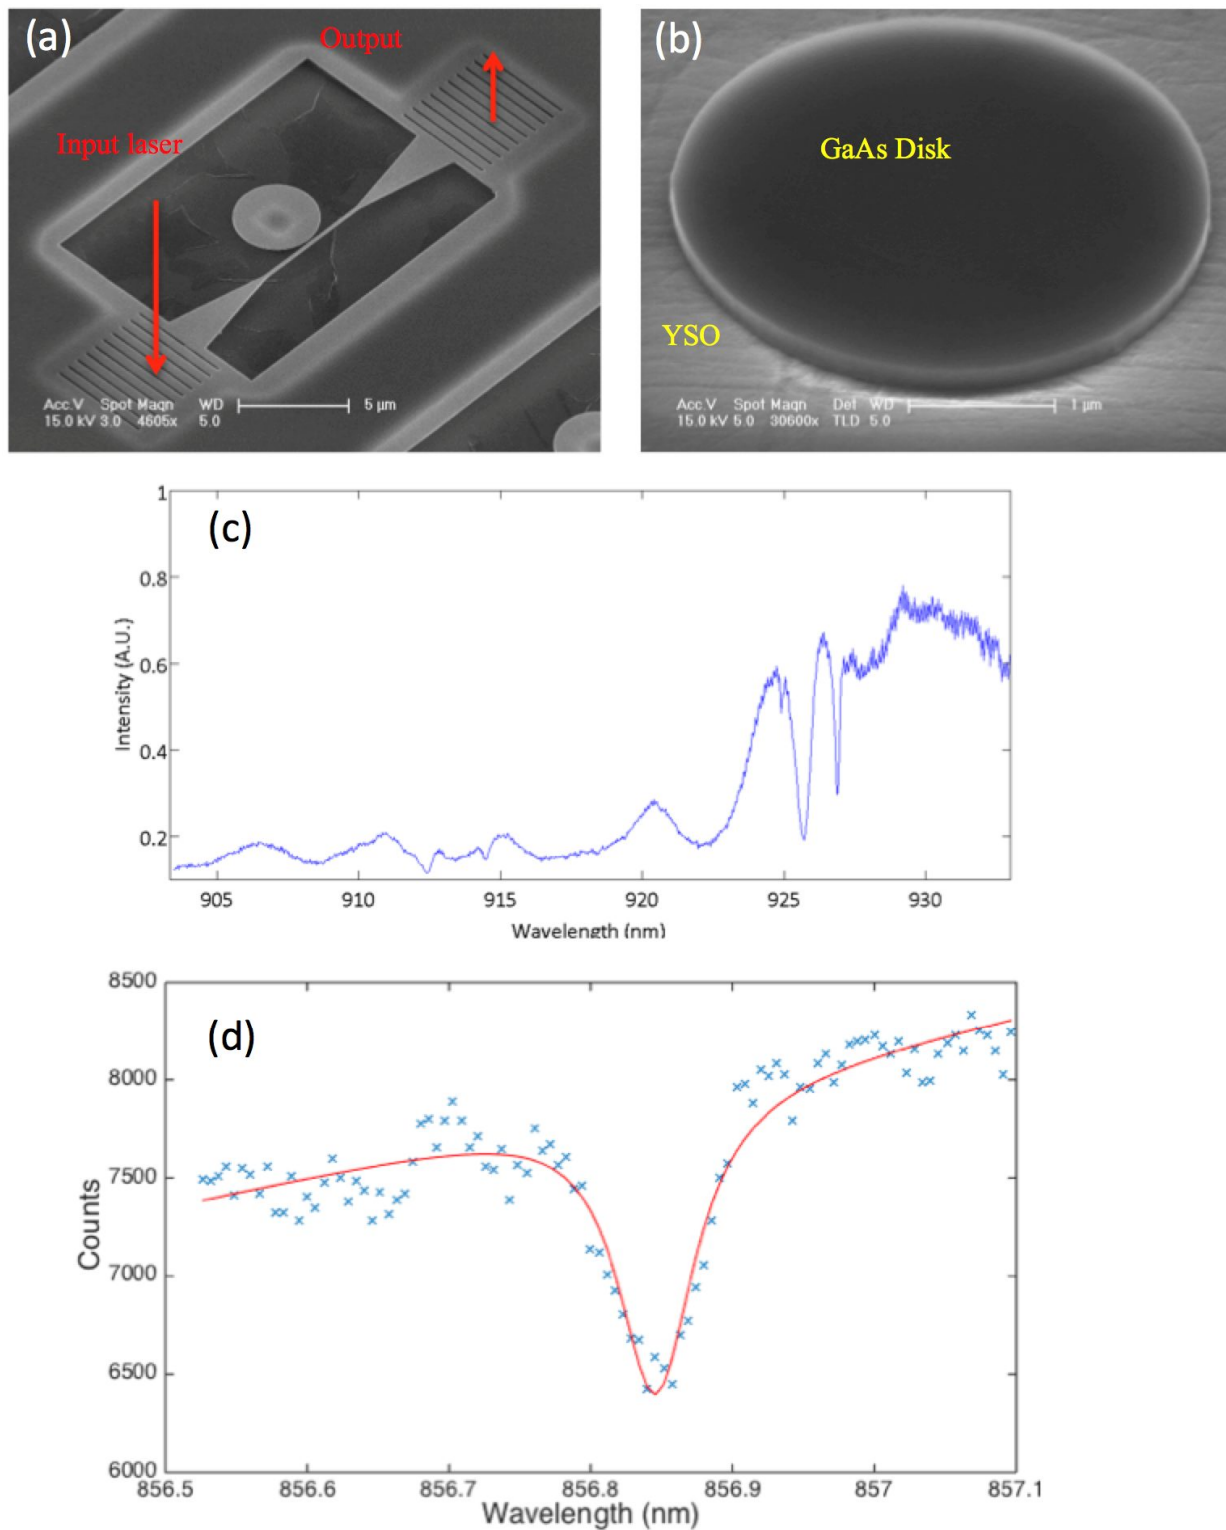 (a)
Output
Input laser
Acc.V Spot Magn WD 5 µm
15.0 kV 3.0 4605x 5.0
(b)
GaAs Disk
YSO
Acc.V Spot Magn Det WD 1 µm
15.0 kV 5.0 30600x TLD 5.0
(c)
1
0.8
0.6
0.4
0.2
Intensity (A.U.)
905 910 915 920 925 930
Wavelength (nm)
(d)
8500
8000
7500
7000
6500
6000
Counts
856.5 856.6 856.7 856.8 856.9 857 857.1
Wavelength (nm)